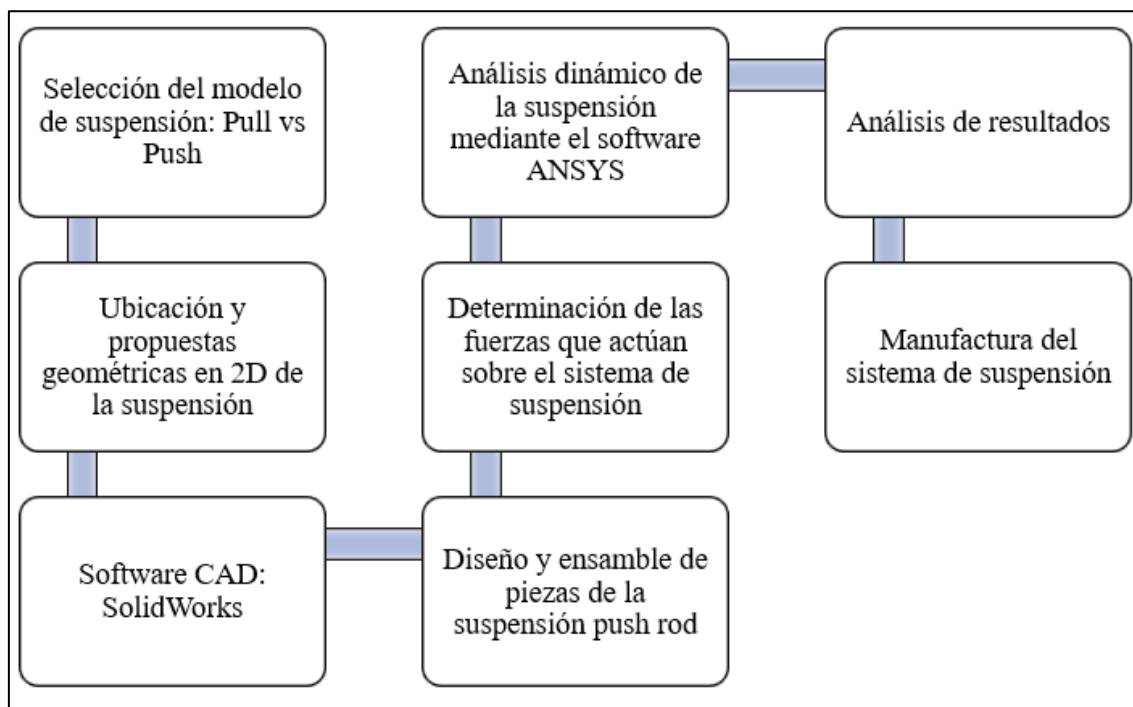 Selección del modelo
de suspensión: Pull vs
Push
Ubicación y
propuestas
geométricas en 2D de
la suspensión
Software CAD:
SolidWorks
Diseño y ensamble de
piezas de la
suspensión push rod
Determinación de las
fuerzas que actúan
sobre el sistema de
suspensión
Análisis dinámico de
la suspensión
mediante el software
ANSYS
Análisis de resultados
Manufactura del
sistema de suspensión